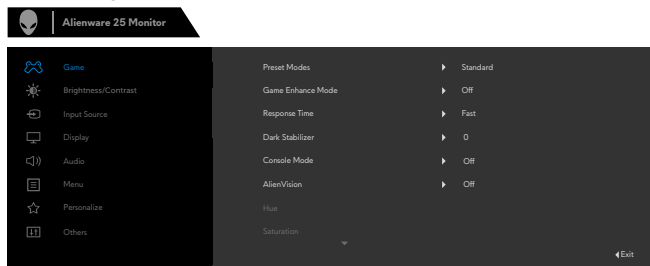 Alienware 25 Monitor
Game
Preset Modes Standard
Brightness/Contrast
Game Enhance Mode Off
Input Source
Response Time Fast
Display
Dark Stabilizer 0
Audio
Console Mode Off
Menu
AlienVision Off
Personalize
Hue
Others
Saturation
Exit